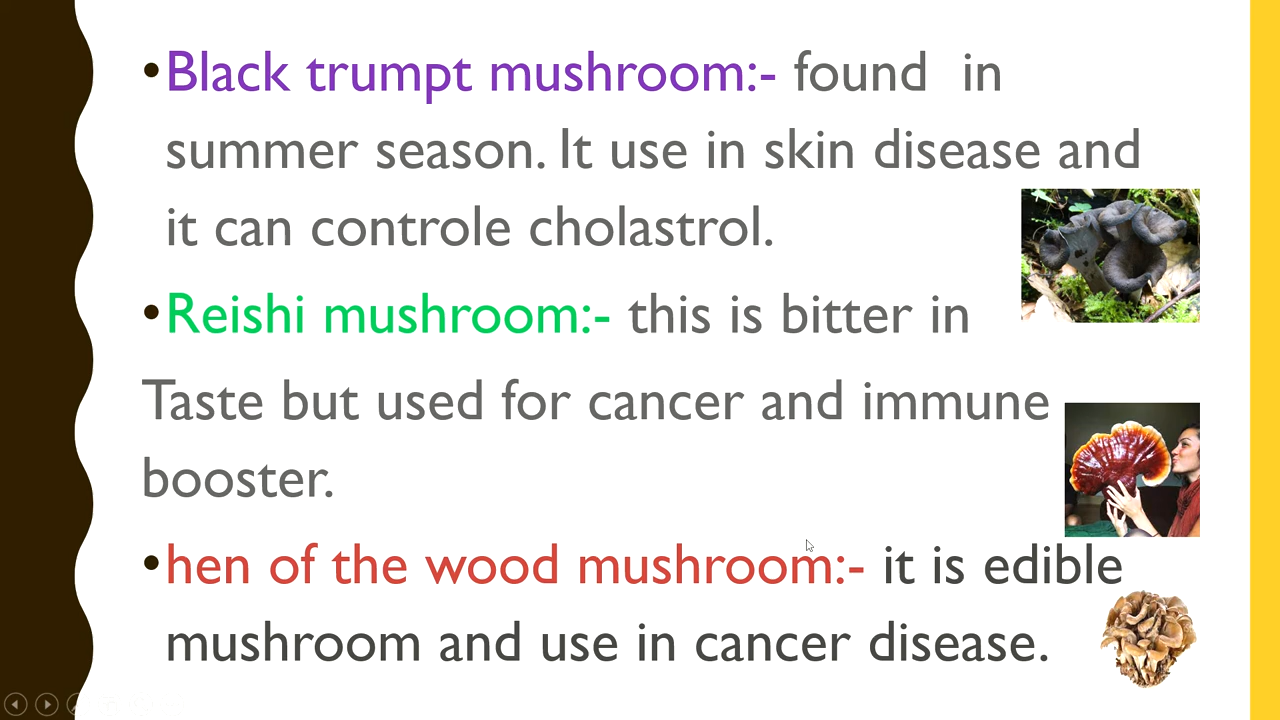 •Black trumpt mushroom:- found in
summer season. It use in skin disease and
it can controle cholastrol.
•Reishi mushroom:- this is bitter in
Taste but used for cancer and immune
booster.
•hen of the wood mushroom:- it is edible
mushroom and use in cancer disease.